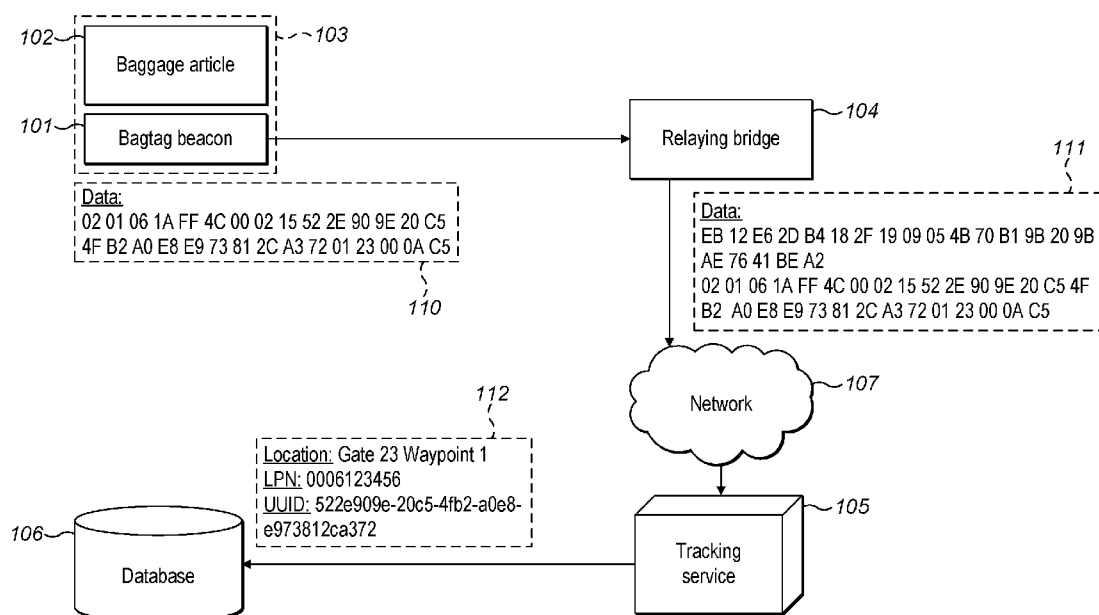 102
103
Baggage article
101
Bagtag beacon
104
Relaying bridge
111
Data:
02 01 06 1A FF 4C 00 02 15 52 2E 90 9E 20 C5
4F B2 A0 E8 E9 73 81 2C A3 72 01 23 00 0A C5
110
Data:
EB 12 E6 2D B4 18 2F 19 09 05 4B 70 B1 9B 20 9B
AE 76 41 BE A2
02 01 06 1A FF 4C 00 02 15 52 2E 90 9E 20 C5 4F
B2 A0 E8 E9 73 81 2C A3 72 01 23 00 0A C5
Network
107
112
Location: Gate 23 Waypoint 1
LPN: 0006123456
UUID: 522e909e-20c5-4fb2-a0e8-
e973812ca372
106
Database
105
Tracking
service